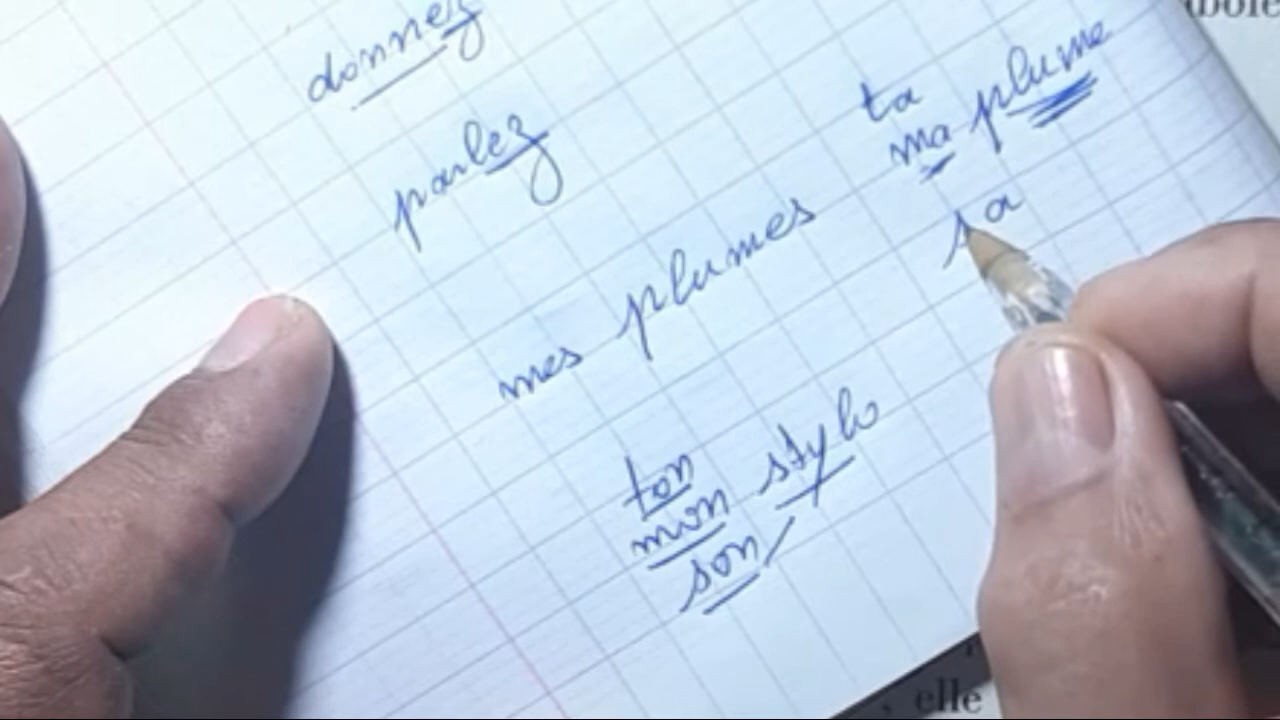 donnez
parlez
ta
ma plume
sa
mes plumes
ton
mon stylo
son
elle